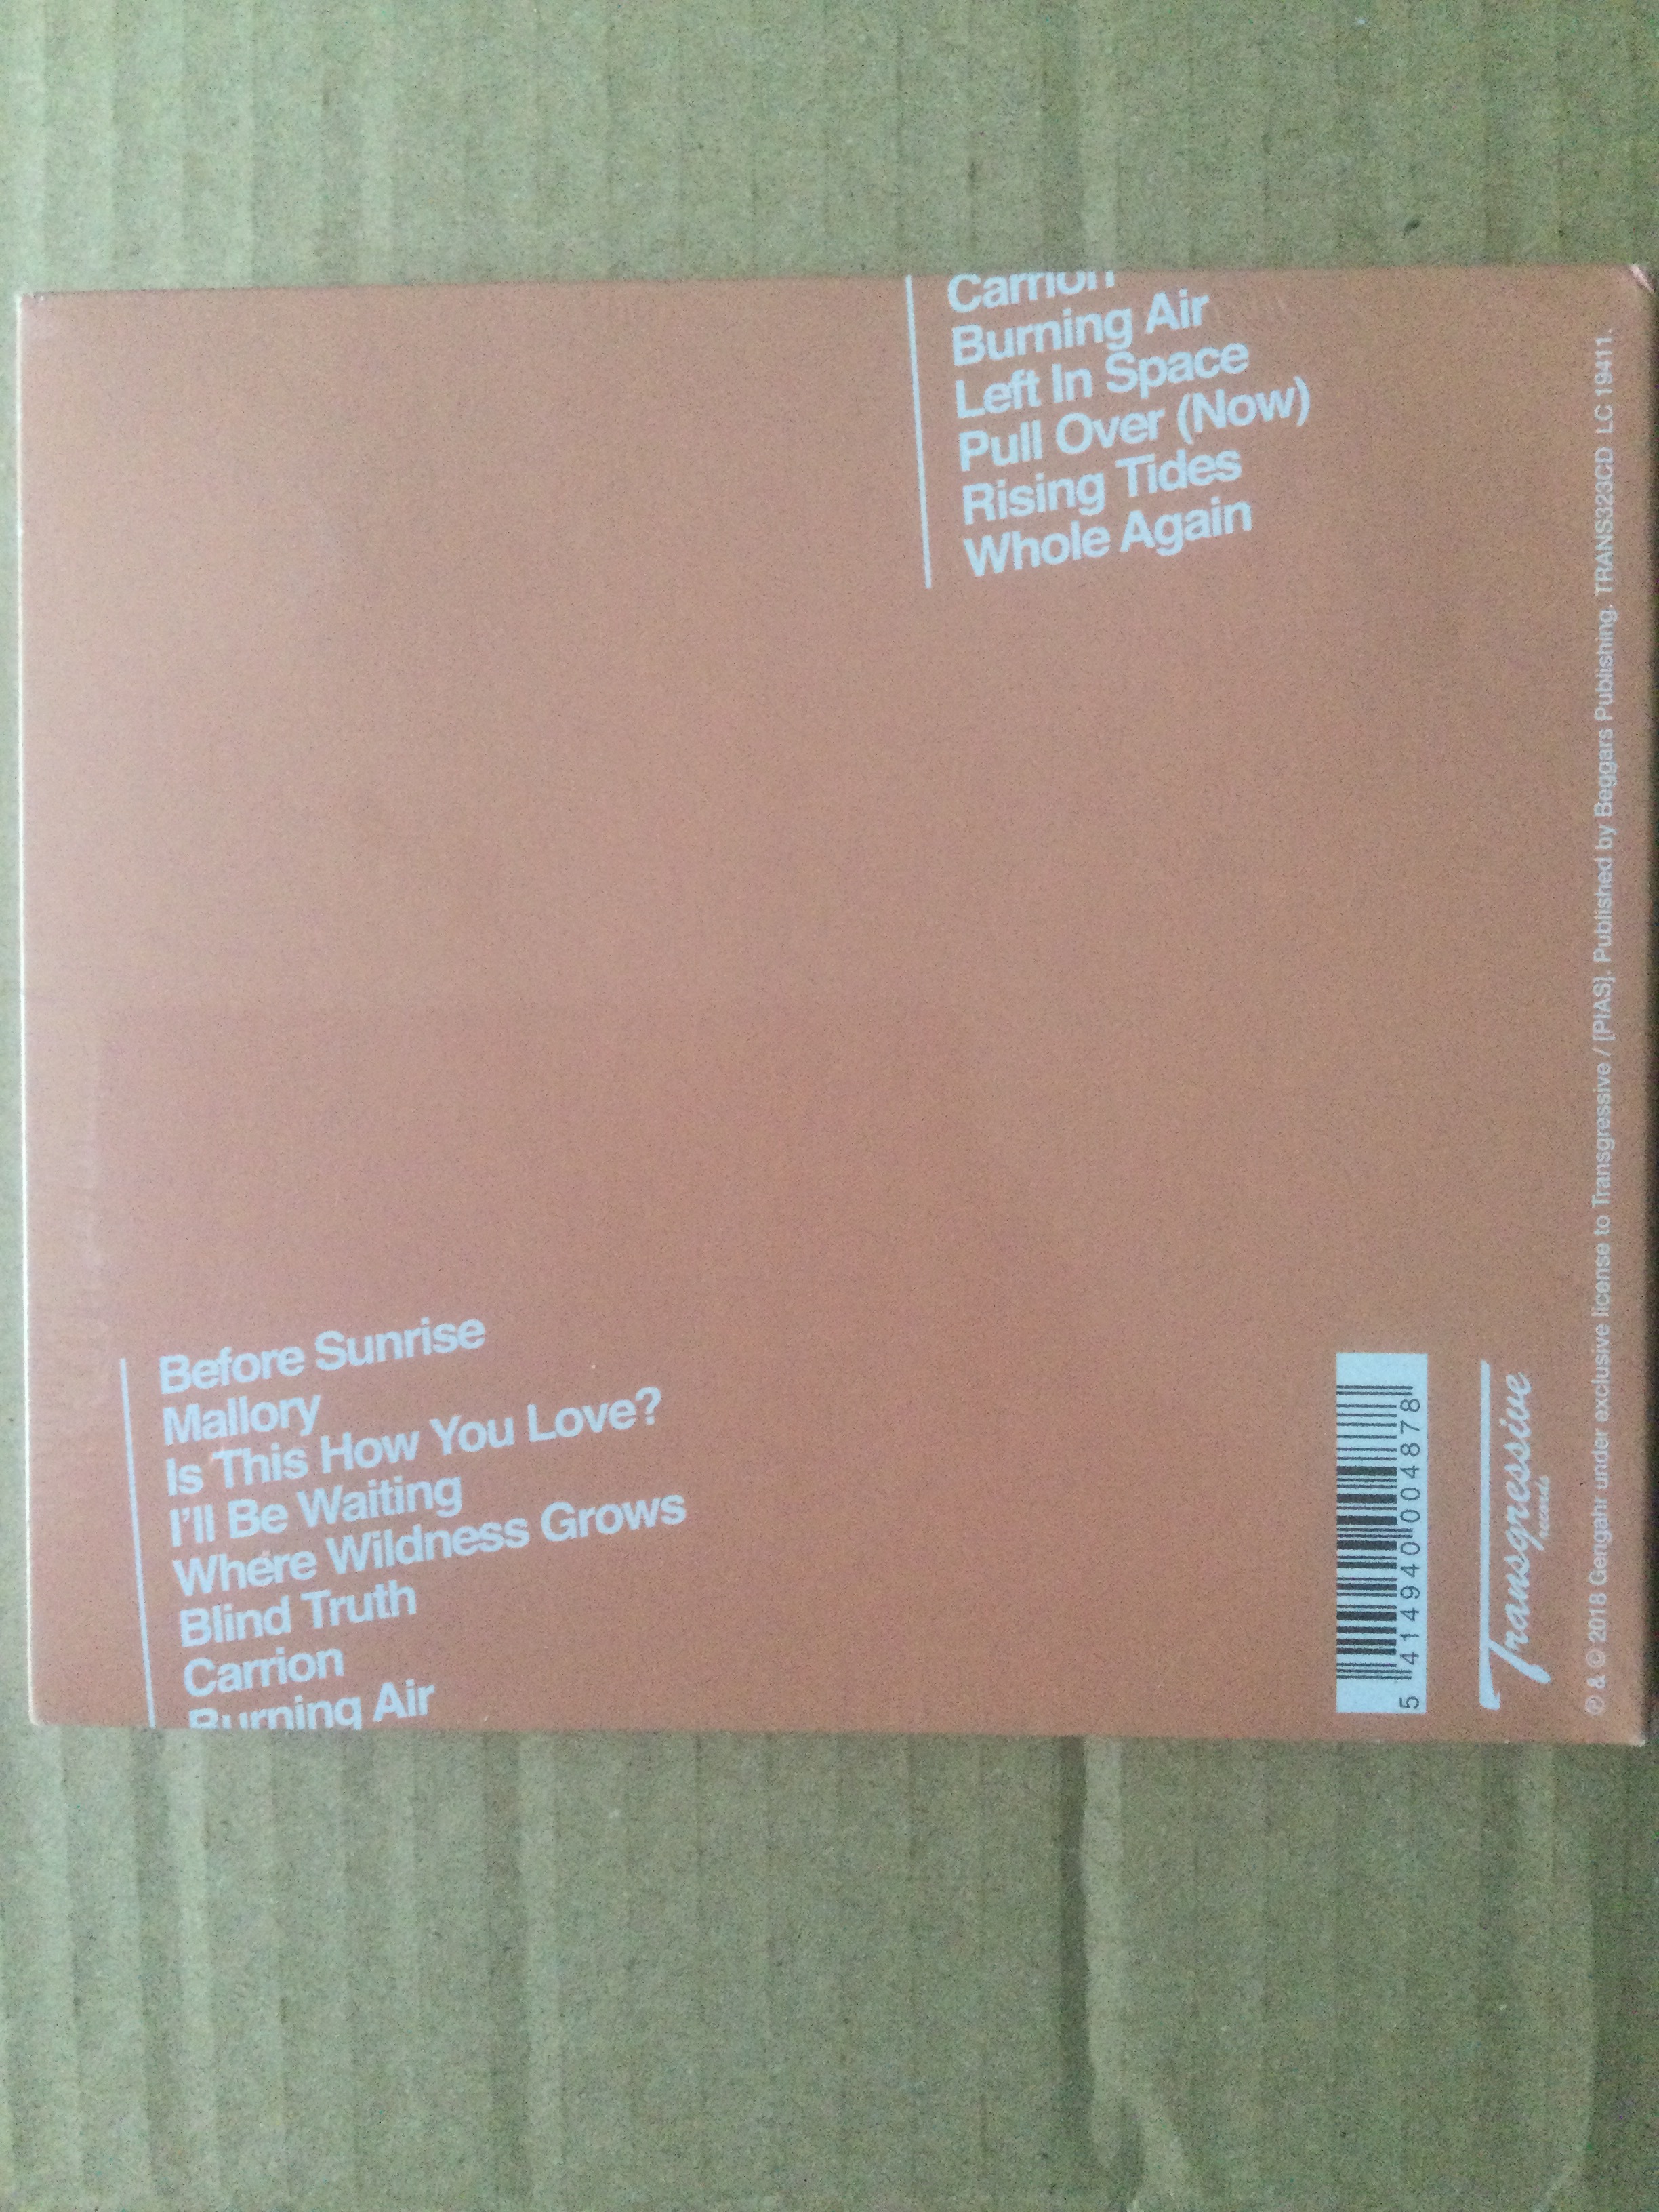 Carrion
Burning Air
Left In Space
Pull Over (Now)
Rising Tides
Whole Again
Before Sunrise
Mallory
Is This How You Love?
I'll Be Waiting
Where Wildness Grows
Blind Truth
Carrion
Burning Air
5 414940 004878
Transgressive
records
℗ & © 2018 Gengahr under exclusive license to Transgressive / [PIAS]. Published by Beggars Publishing. TRANS323CD LC 19411.